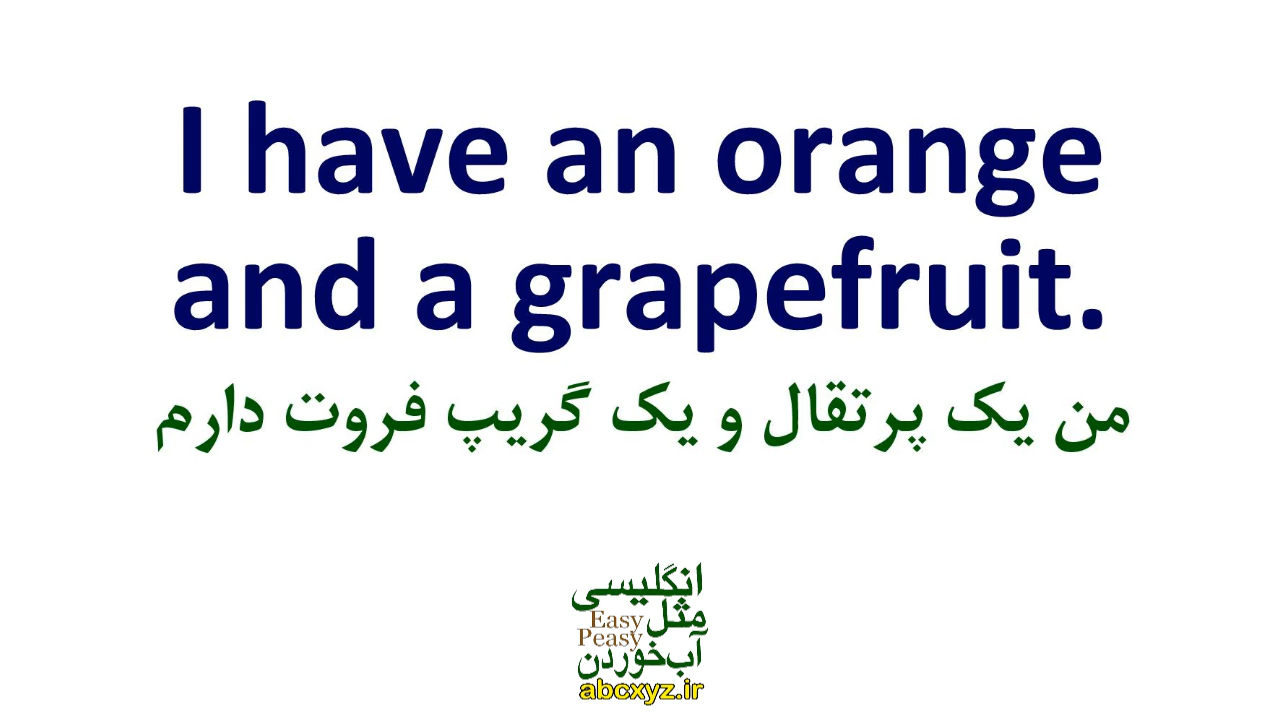 I have an orange
and a grapefruit.
من یک پرتقال و یک گریپ فروت دارم
انگلیسی
مثل
Easy
Peasy
آب‌خوردن
abcxyz.ir